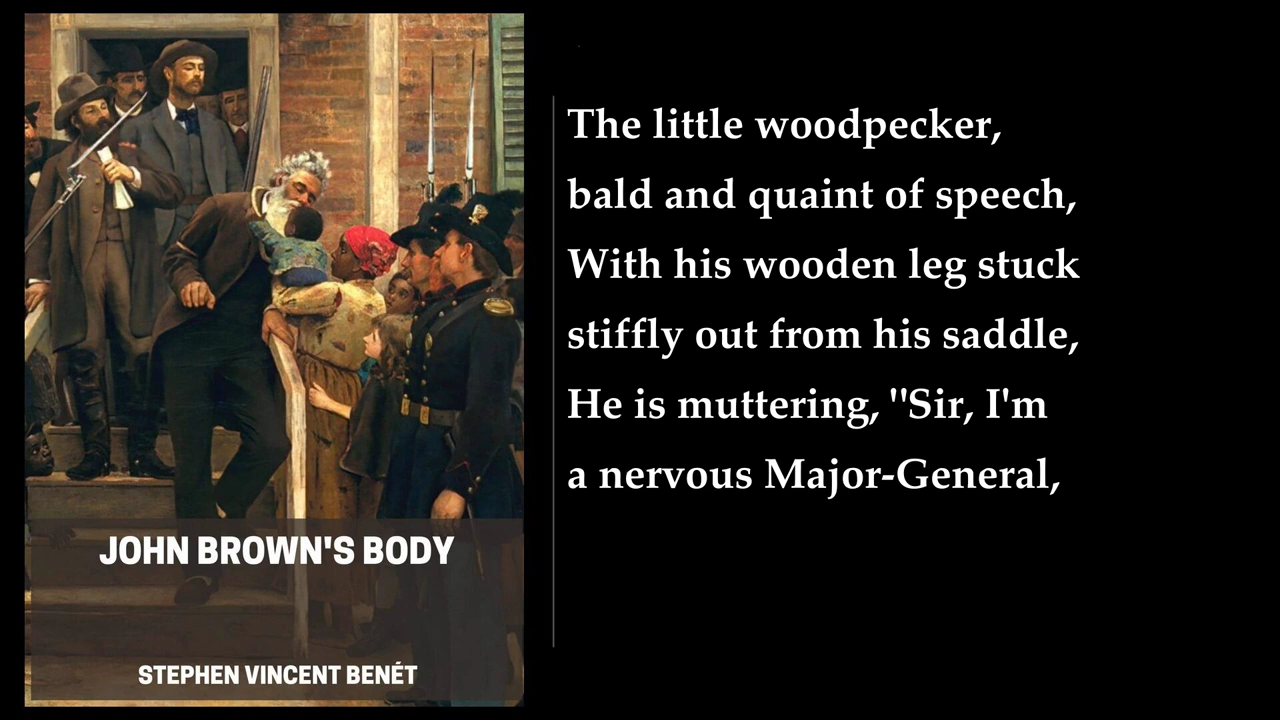 The little woodpecker,
bald and quaint of speech,
With his wooden leg stuck
stiffly out from his saddle,
He is muttering, "Sir, I'm
a nervous Major-General,
JOHN BROWN'S BODY
STEPHEN VINCENT BENÉT